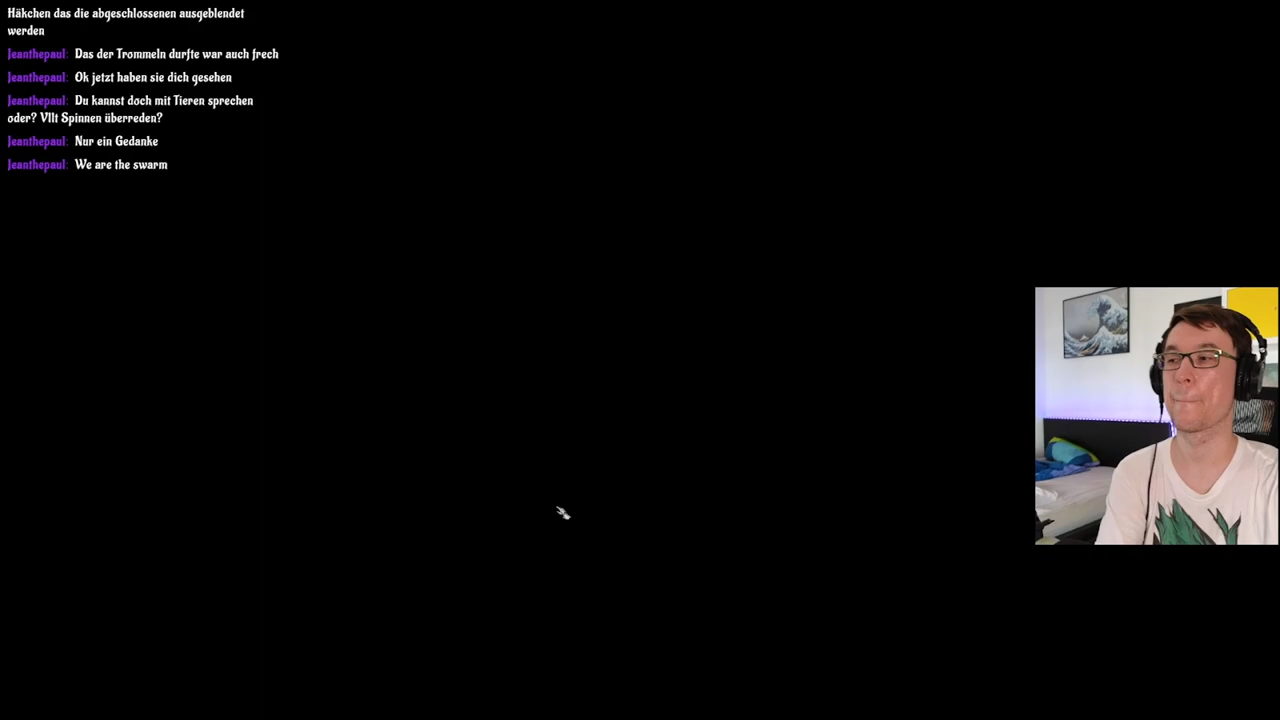 Häkchen das die abgeschlossenen ausgeblendet
werden
Jeanthepaul: Das der Trommeln durfte war auch frech
Jeanthepaul: Ok jetzt haben sie dich gesehen
Jeanthepaul: Du kannst doch mit Tieren sprechen
oder? Vllt Spinnen überreden?
Jeanthepaul: Nur ein Gedanke
Jeanthepaul: We are the swarm